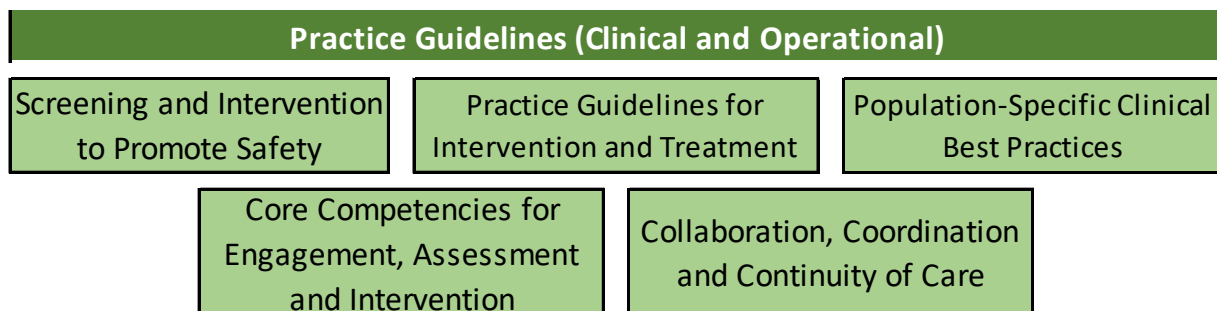 Practice Guidelines (Clinical and Operational)
Screening and Intervention
to Promote Safety
Practice Guidelines for
Intervention and Treatment
Population-Specific Clinical
Best Practices
Core Competencies for
Engagement, Assessment
and Intervention
Collaboration, Coordination
and Continuity of Care